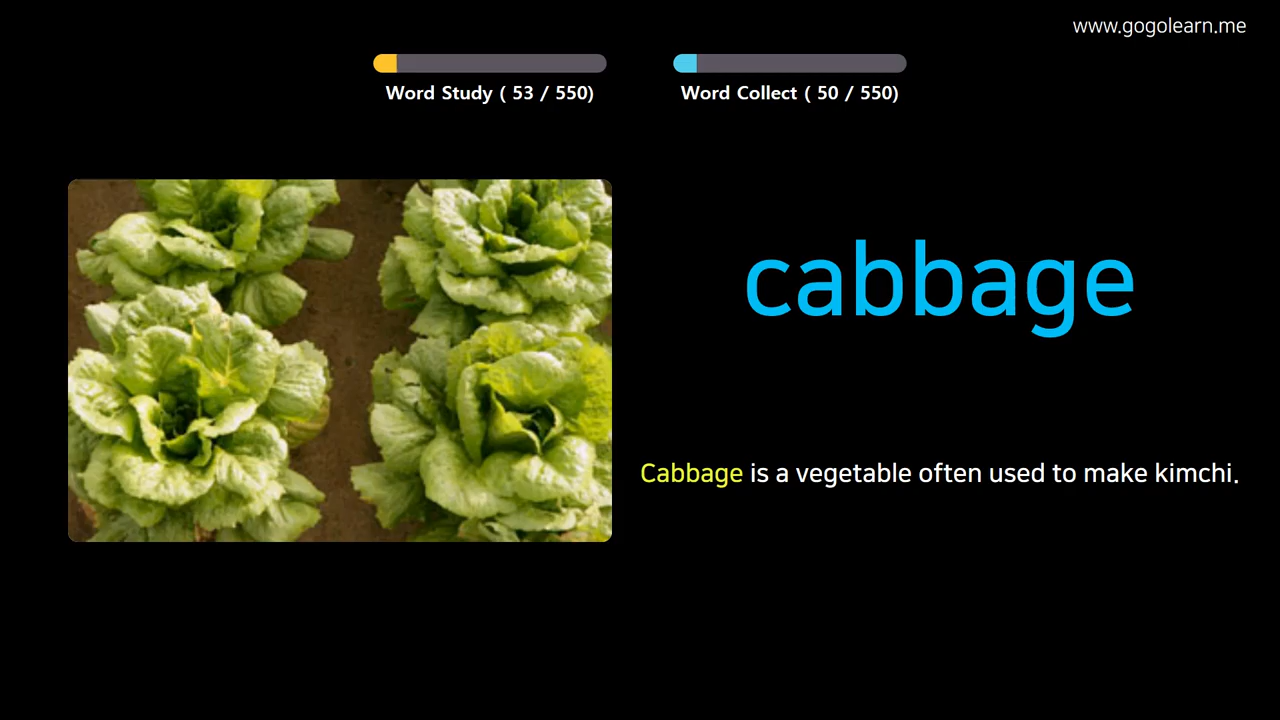 www.gogolearn.me
Word Study ( 53 / 550)
Word Collect ( 50 / 550)
cabbage
Cabbage is a vegetable often used to make kimchi.